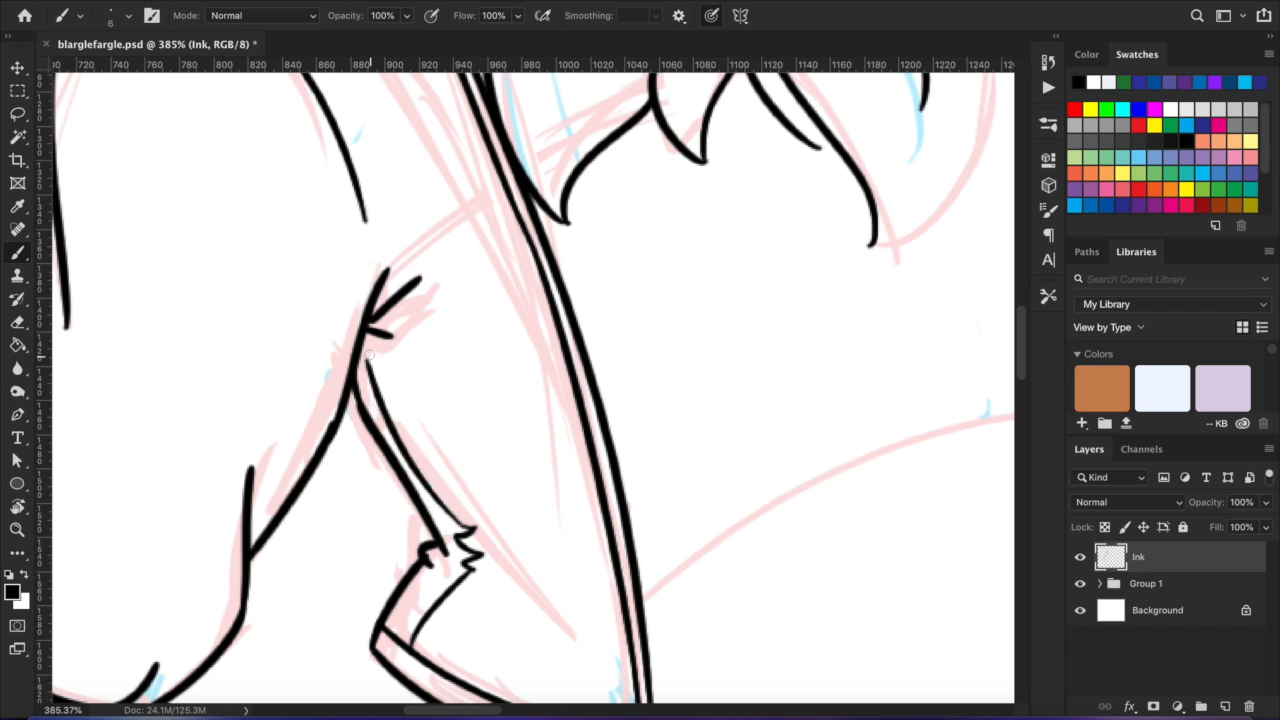 6 Mode: Normal Opacity: 100% Flow: 100% Smoothing:
× blarglefargle.psd @ 385% (Ink, RGB/8) *
720 740 760 780 800 820 840 860 880 900 920 940 960 980 1000 1020 1040 1060 1080 1100 1120 1140 1160 1180 1200 1220 1240
Color Swatches
Paths Libraries
Search Current Library
My Library
View by Type
Colors
-- KB
Layers Channels
Kind
Normal Opacity: 100%
Lock: Fill: 100%
Ink
Group 1
Background
385.37% Doc: 24.1M/125.3M